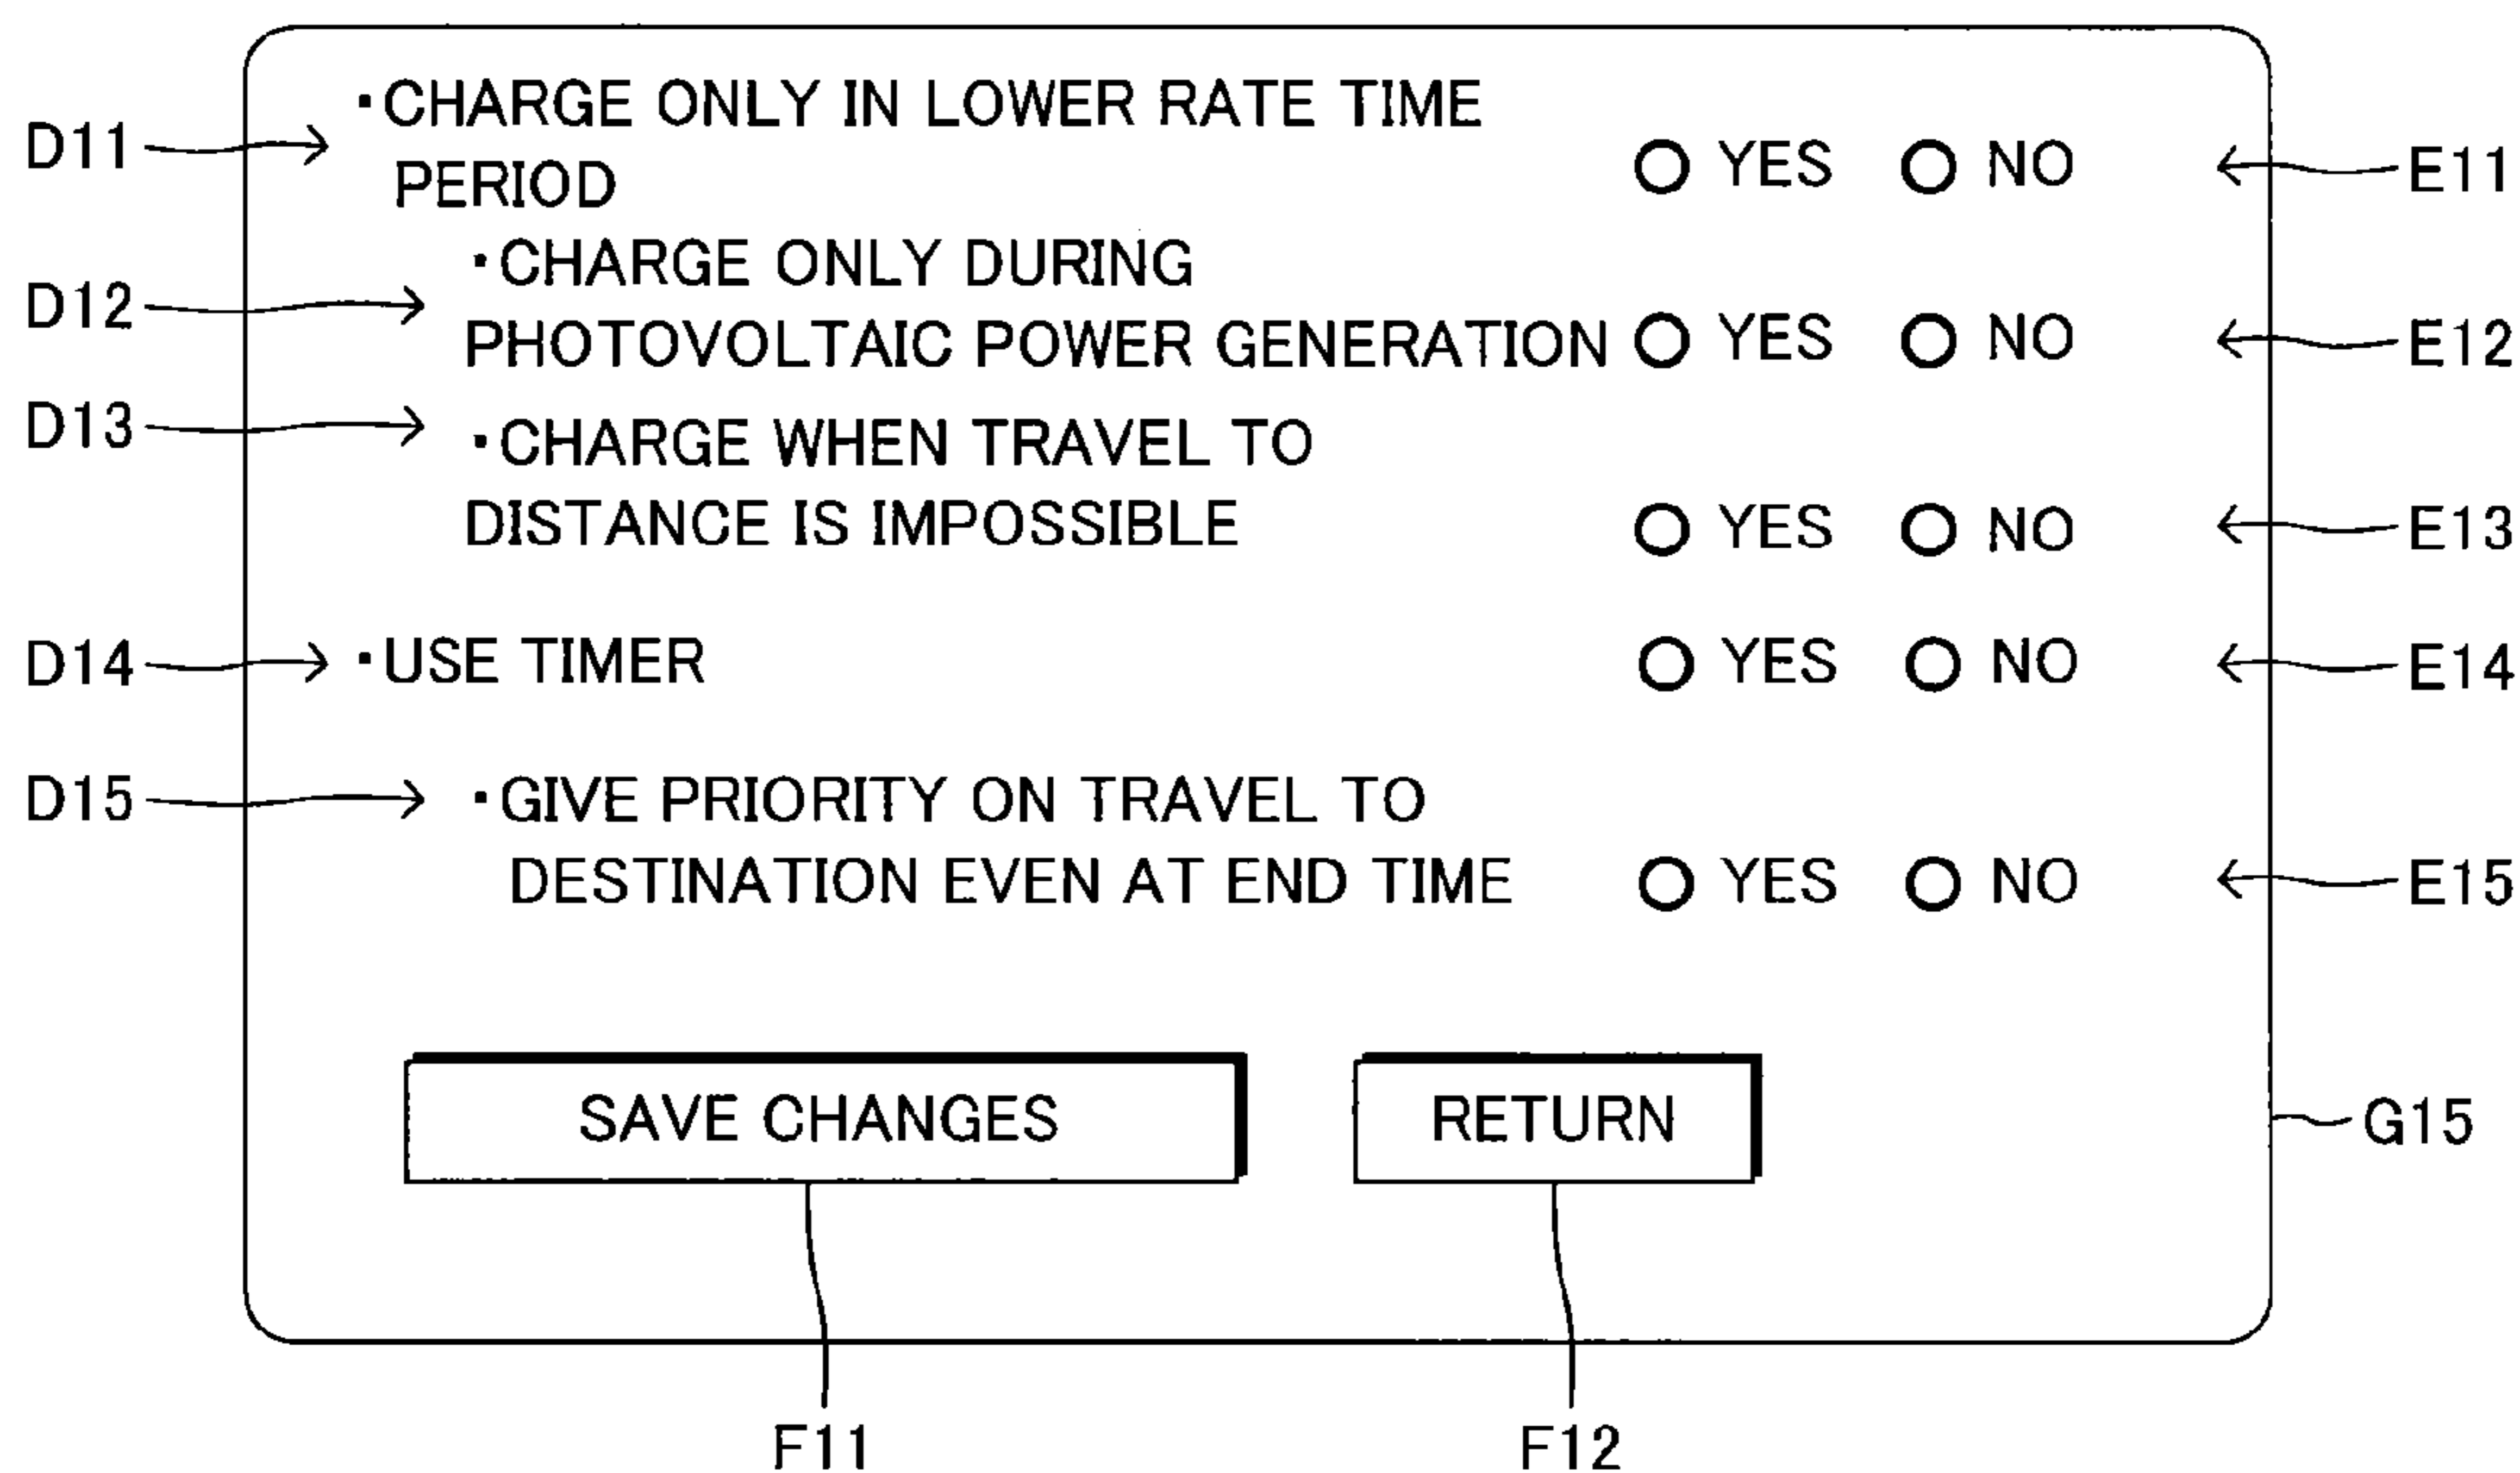 ・CHARGE ONLY IN LOWER RATE TIME
D11
PERIOD
○ YES ○ NO
E11
・CHARGE ONLY DURING
D12
PHOTOVOLTAIC POWER GENERATION ○ YES ○ NO
E12
D13
・CHARGE WHEN TRAVEL TO
DISTANCE IS IMPOSSIBLE ○ YES ○ NO
E13
D14
・USE TIMER ○ YES ○ NO
E14
D15
・GIVE PRIORITY ON TRAVEL TO
DESTINATION EVEN AT END TIME ○ YES ○ NO
E15
SAVE CHANGES
RETURN
G15
F11
F12